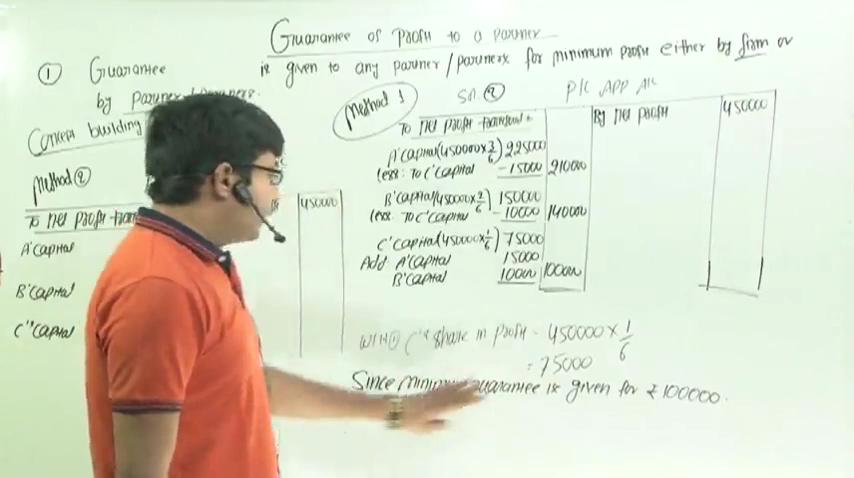 Guarantee of Profit to a Partner
① Guarantee
by Partner
is given to any partner/partners for minimum profit either by firm or
Concept building
Method ②
To net profit
450000
A' Capital
B' Capital
C' Capital
Method 1
Sn ②
P/L APP A/c
To net profit transfer
By net profit
450000
A' Capital (450000×3/6) 225000
less: To C' Capital - 15000 210000
B' Capital (450000×2/6) 150000
less: To C' Capital - 10000 140000
C' Capital (450000×1/6) 75000
Add A' Capital 15000
B' Capital 10000 100000
W/N ① C's share in profit - 450000 × 1/6
= 75000
Since minimum guarantee is given for ₹100000.